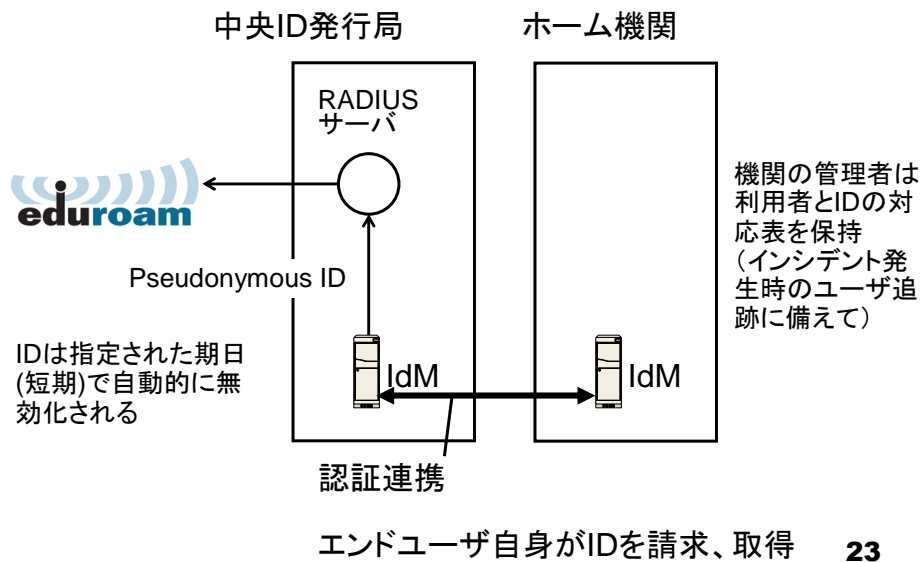 中央ID発行局
ホーム機関
RADIUS
サーバ
eduroam
Pseudonymous ID
機関の管理者は
利用者とIDの対
応表を保持
（インシデント発
生時のユーザ追
跡に備えて）
IDは指定された期日
(短期)で自動的に無
効化される
IdM
IdM
認証連携
エンドユーザ自身がIDを請求、取得
23